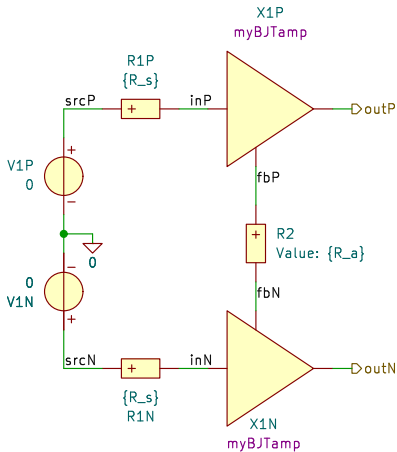 X1P
myBJTamp
R1P
{R_s}
srcP
inP
outP
+
V1P
+
0
-
fbP
+
R2
Value: {R_a}
0
0
-
V1N
+
fbN
srcN
inN
+
outN
{R_s}
R1N
X1N
myBJTamp